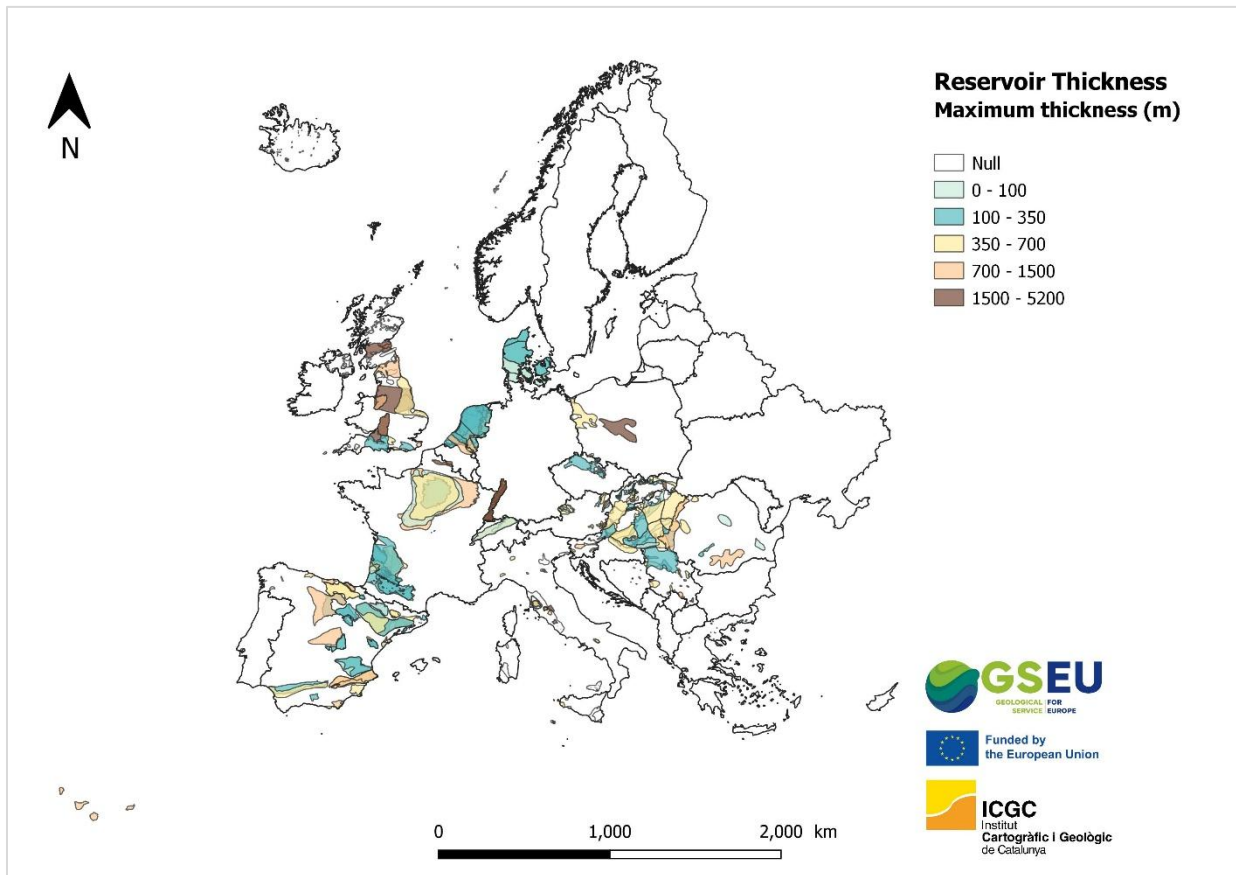 N
Reservoir Thickness
Maximum thickness (m)
Null
0 - 100
100 - 350
350 - 700
700 - 1500
1500 - 5200
GSEU
GEOLOGICAL FOR
SERVICE EUROPE
Funded by
the European Union
ICGC
Institut
Cartogràfic i Geològic
de Catalunya
0 1,000 2,000 km